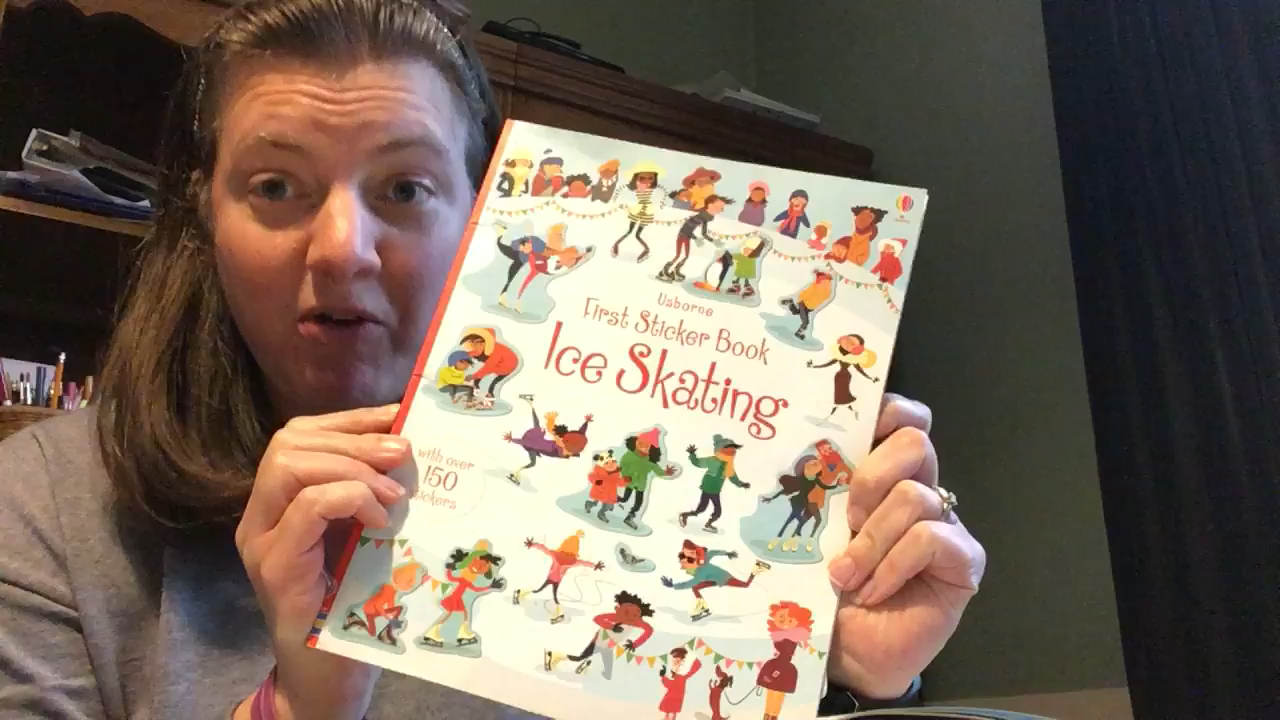 Usborne
First Sticker Book
Ice Skating
with over
150
stickers